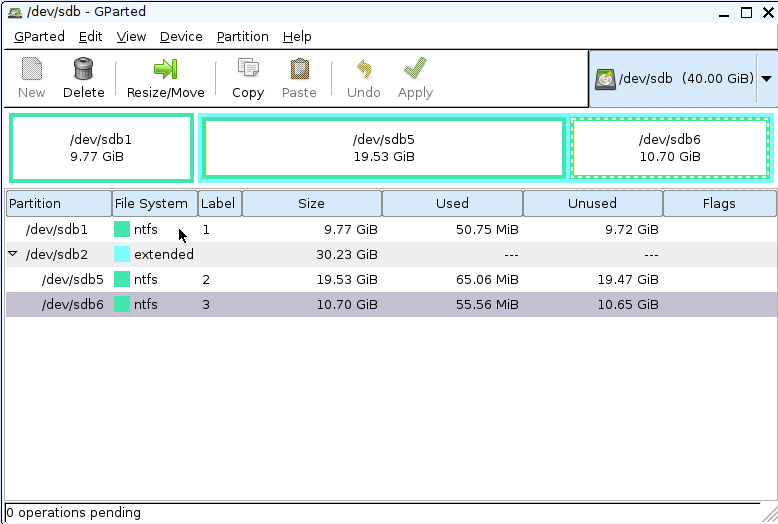 /dev/sdb - GParted
GParted Edit View Device Partition Help
New Delete Resize/Move Copy Paste Undo Apply /dev/sdb (40.00 GiB)
/dev/sdb1 /dev/sdb5 /dev/sdb6
9.77 GiB 19.53 GiB 10.70 GiB
Partition File System Label Size Used Unused Flags
/dev/sdb1 ntfs 1 9.77 GiB 50.75 MiB 9.72 GiB
/dev/sdb2 extended 30.23 GiB --- ---
/dev/sdb5 ntfs 2 19.53 GiB 65.06 MiB 19.47 GiB
/dev/sdb6 ntfs 3 10.70 GiB 55.56 MiB 10.65 GiB
0 operations pending